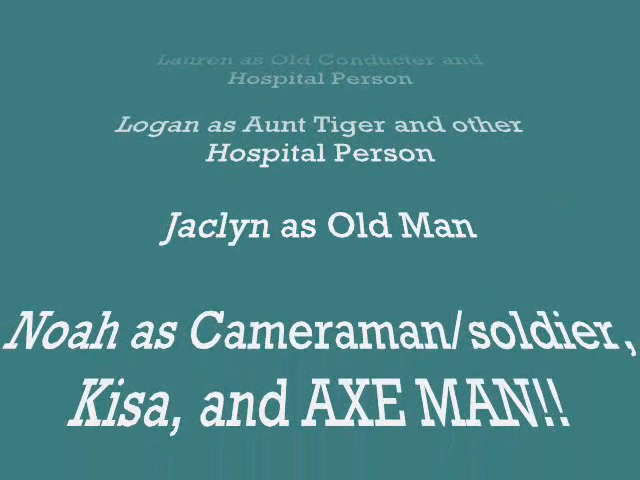 Lauren as Old Conducter and
Hospital Person
Logan as Aunt Tiger and other
Hospital Person
Jaclyn as Old Man
Noah as Cameraman/soldier,
Kisa, and AXE MAN!!